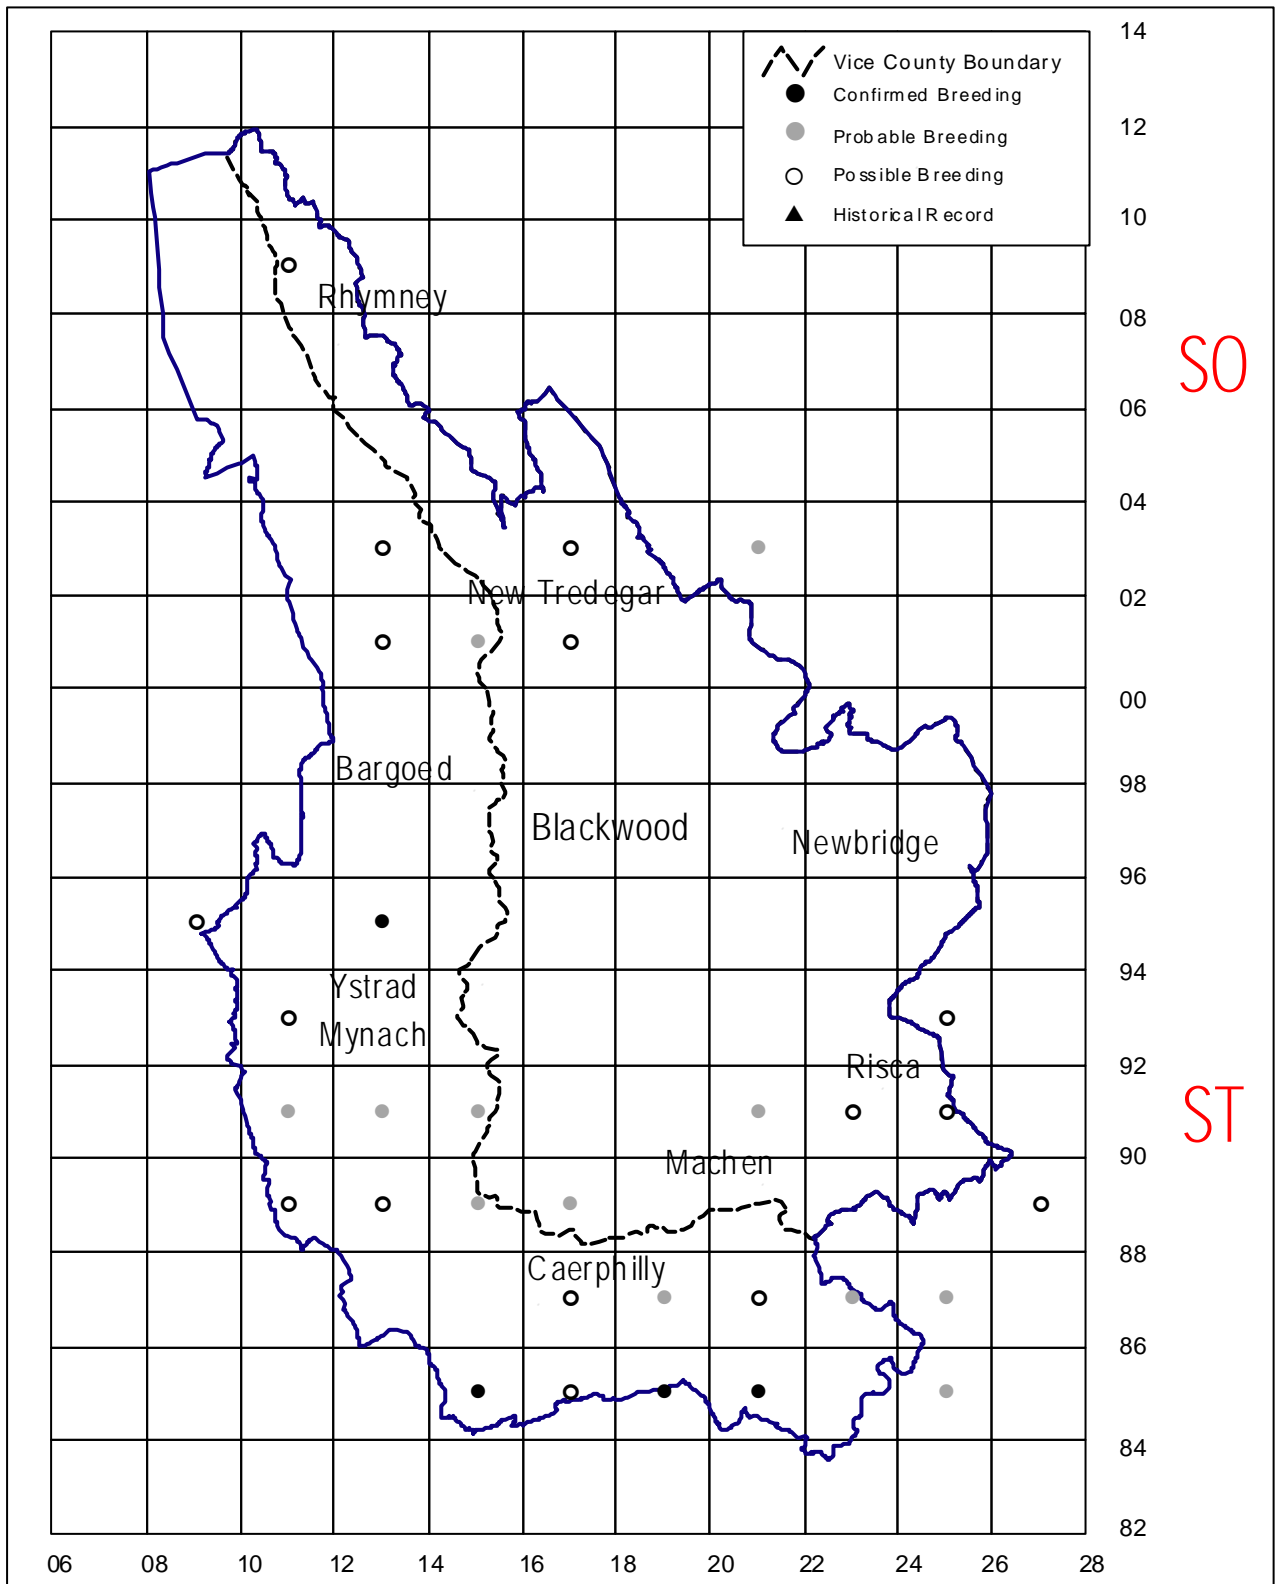 14
Vice County Boundary
Confirmed Breeding
Probable Breeding
Possible Breeding
Historical Record
12
10
Rhymney
08
SO
06
04
New Tredegar
02
00
Bargoed
98
Blackwood
Newbridge
96
94
Ystrad
Mynach
Risca
92
ST
Machen
90
88
Caerphilly
86
84
82
06 08 10 12 14 16 18 20 22 24 26 28